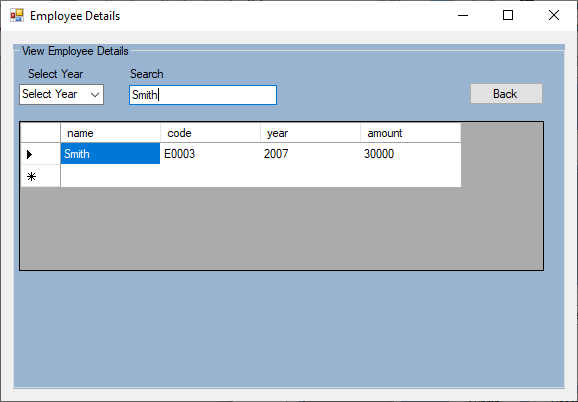 Employee Details
View Employee Details
Select Year Search
Select Year Smith Back
name code year amount
Smith E0003 2007 30000